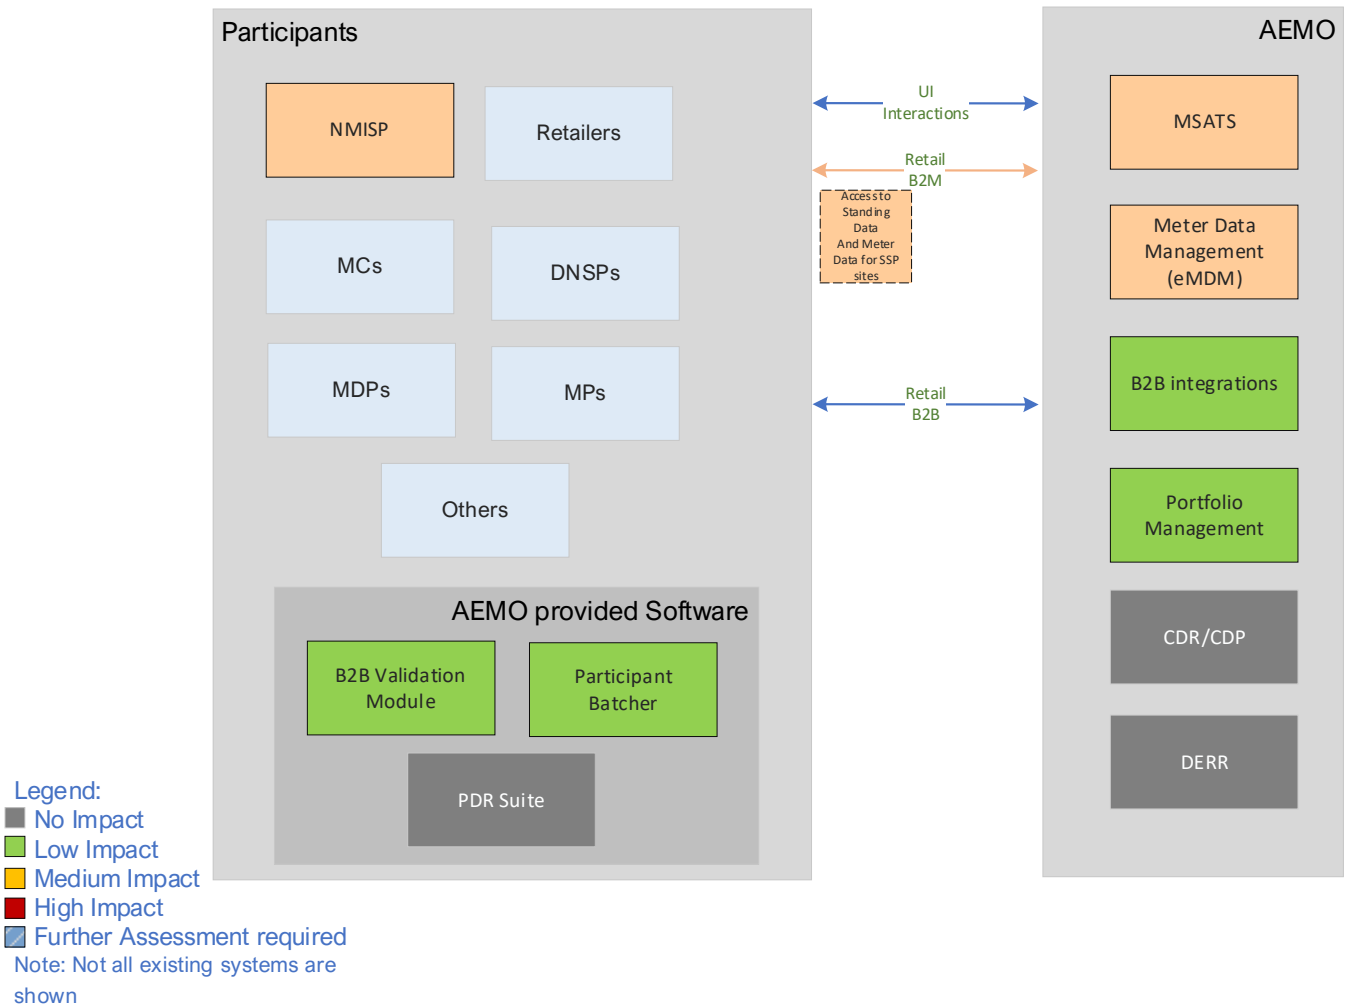 Participants
AEMO
NMISP
Retailers
MCs
DNSPs
MDPs
MPs
Others
AEMO provided Software
B2B Validation
Module
Participant
Batcher
PDR Suite
UI
Interactions
Retail
B2M
Access to
Standing
Data
And Meter
Data for SSP
sites
Retail
B2B
MSATS
Meter Data
Management
(eMDM)
B2B integrations
Portfolio
Management
CDR/CDP
DERR
Legend:
No Impact
Low Impact
Medium Impact
High Impact
Further Assessment required
Note: Not all existing systems are
shown